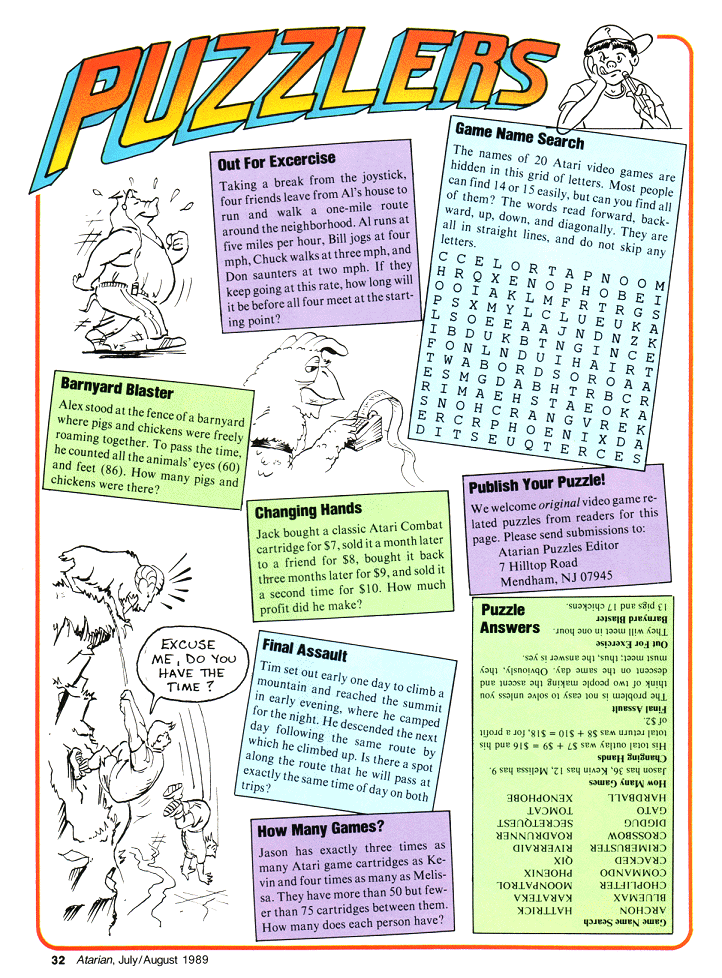 PUZZLERS
Out For Excercise
Taking a break from the joystick,
four friends leave from Al's house to
run and walk a one-mile route
around the neighborhood. Al runs at
five miles per hour, Bill jogs at four
mph, Chuck walks at three mph, and
Don saunters at two mph. If they
keep going at this rate, how long will
it be before all four meet at the start-
ing point?
Game Name Search
The names of 20 Atari video games are
hidden in this grid of letters. Most people
can find 14 or 15 easily, but can you find all
of them? The words read forward, back-
ward, up, down, and diagonally. They are
all in straight lines, and do not skip any
letters.
C C E L O R T A P N O O M
H R Q X E N O P H O B E I
O O I A K L M F R T R G S
P S X M Y L C L U E U K A
L S O E E A A J N D N Z K
I B D U K B T N G I N C E
F O N L N D U I H A I R T
T W A B O R D S O R O A A
E S M G D A B H T R B C R
R I M A E H S T A E O K A
S N O H C R A N G V R E K
E R C R P H O E N I X D A
D I T S E U Q T E R C E S
Barnyard Blaster
Alex stood at the fence of a barnyard
where pigs and chickens were freely
roaming together. To pass the time,
he counted all the animals' eyes (60)
and feet (86). How many pigs and
chickens were there?
Changing Hands
Jack bought a classic Atari Combat
cartridge for $7, sold it a month later
to a friend for $8, bought it back
three months later for $9, and sold it
a second time for $10. How much
profit did he make?
Publish Your Puzzle!
We welcome original video game re-
lated puzzles from readers for this
page. Please send submissions to:
Atarian Puzzles Editor
7 Hilltop Road
Mendham, NJ 07945
EXCUSE
ME, DO YOU
HAVE THE
TIME?
Final Assault
Tim set out early one day to climb a
mountain and reached the summit
in early evening, where he camped
for the night. He descended the next
day following the same route by
which he climbed up. Is there a spot
along the route that he will pass at
exactly the same time of day on both
trips?
How Many Games?
Jason has exactly three times as
many Atari game cartridges as Ke-
vin and four times as many as Melis-
sa. They have more than 50 but few-
er than 75 cartridges between them.
How many does each person have?
Puzzle
Answers
Game Name Search
ARCHON HATTRICK
BLUEMAX KARATEKA
CHOPLIFTER MOONPATROL
COMMANDO PHOENIX
CRACKED QIX
CRIMEBUSTER RIVERRAID
CROSSBOW ROADRUNNER
DIGDUG SECRETQUEST
GATO TOMCAT
HARDBALL XENOPHOBE
How Many Games
Jason has 36, Kevin has 12, Melissa has 9.
Changing Hands
His total outlay was $7 + $9 = $16 and his
total return was $8 + $10 = $18, for a profit
of $2.
Final Assault
The problem is not easy to solve unless you
think of two people making the ascent and
descent on the same day. Obviously, they
must meet; thus, the answer is yes.
Out For Exercise
They will meet in one hour.
Barnyard Blaster
13 pigs and 17 chickens.
32 Atarian, July/August 1989